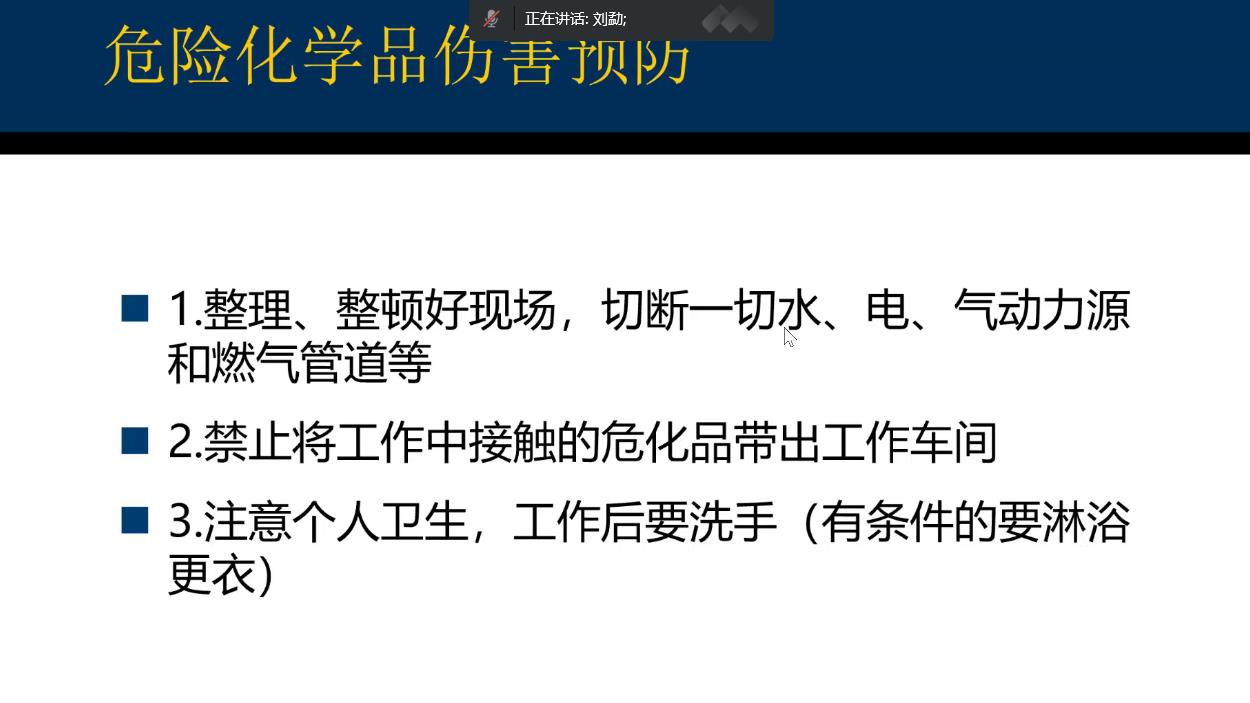 正在讲话: 刘勐;
危险化学品伤害预防
1.整理、整顿好现场，切断一切水、电、气动力源
和燃气管道等
2.禁止将工作中接触的危化品带出工作车间
3.注意个人卫生，工作后要洗手（有条件的要淋浴
更衣）